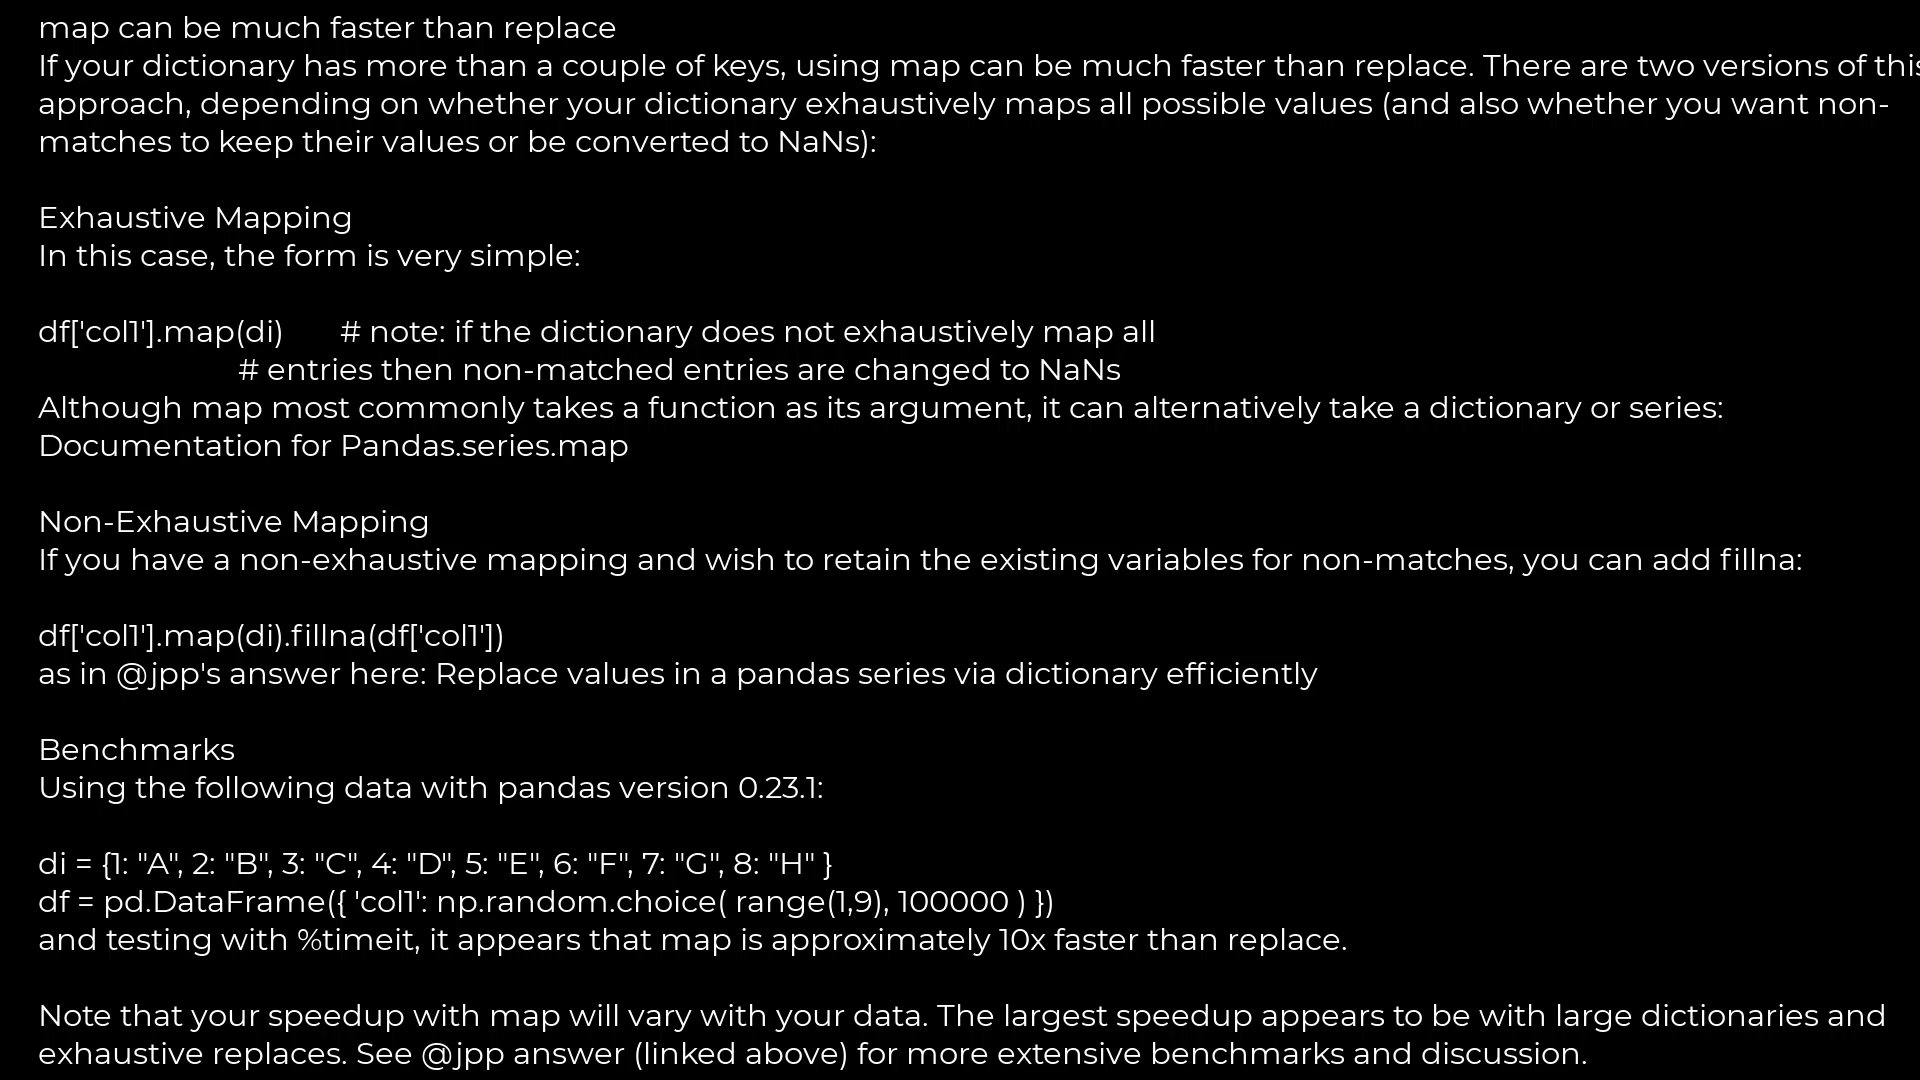 map can be much faster than replace
If your dictionary has more than a couple of keys, using map can be much faster than replace. There are two versions of this
approach, depending on whether your dictionary exhaustively maps all possible values (and also whether you want non-
matches to keep their values or be converted to NaNs):
Exhaustive Mapping
In this case, the form is very simple:
df['col1'].map(di)       # note: if the dictionary does not exhaustively map all
# entries then non-matched entries are changed to NaNs
Although map most commonly takes a function as its argument, it can alternatively take a dictionary or series:
Documentation for Pandas.series.map
Non-Exhaustive Mapping
If you have a non-exhaustive mapping and wish to retain the existing variables for non-matches, you can add fillna:
df['col1'].map(di).fillna(df['col1'])
as in @jpp's answer here: Replace values in a pandas series via dictionary efficiently
Benchmarks
Using the following data with pandas version 0.23.1:
di = {1: "A", 2: "B", 3: "C", 4: "D", 5: "E", 6: "F", 7: "G", 8: "H" }
df = pd.DataFrame({ 'col1': np.random.choice( range(1,9), 100000 ) })
and testing with %timeit, it appears that map is approximately 10x faster than replace.
Note that your speedup with map will vary with your data. The largest speedup appears to be with large dictionaries and
exhaustive replaces. See @jpp answer (linked above) for more extensive benchmarks and discussion.